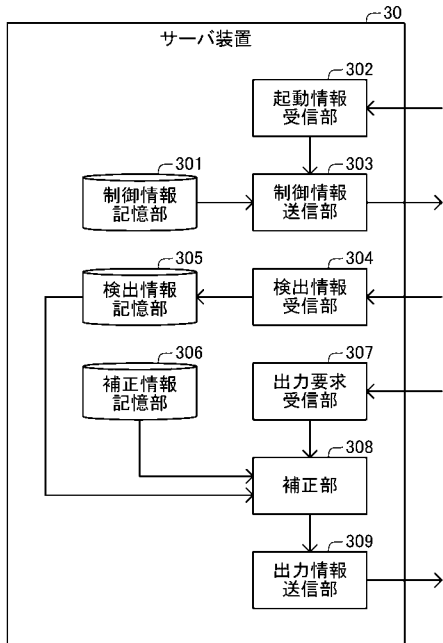 30
サーバ装置
302
起動情報
受信部
301
303
制御情報
記憶部
制御情報
送信部
305
304
検出情報
記憶部
検出情報
受信部
306
307
補正情報
記憶部
出力要求
受信部
308
補正部
309
出力情報
送信部